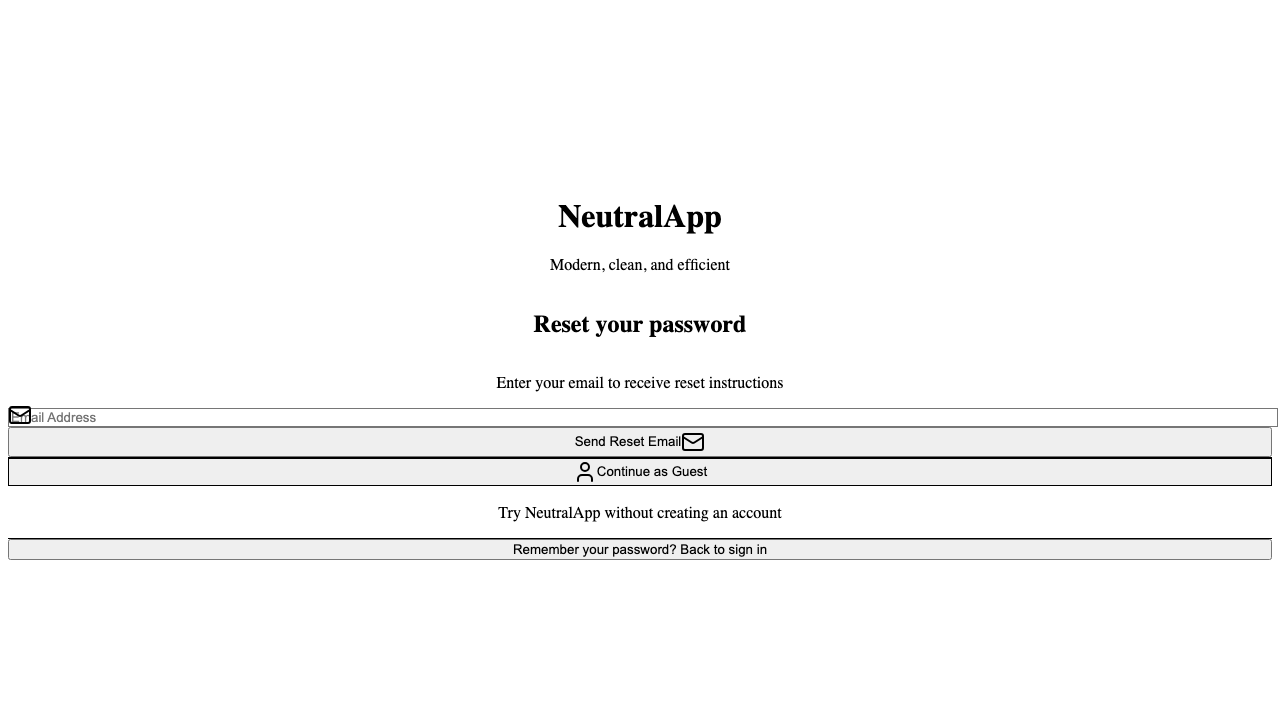 NeutralApp
Modern, clean, and efficient
Reset your password
Enter your email to receive reset instructions
Email Address
Send Reset Email
Continue as Guest
Try NeutralApp without creating an account
Remember your password? Back to sign in